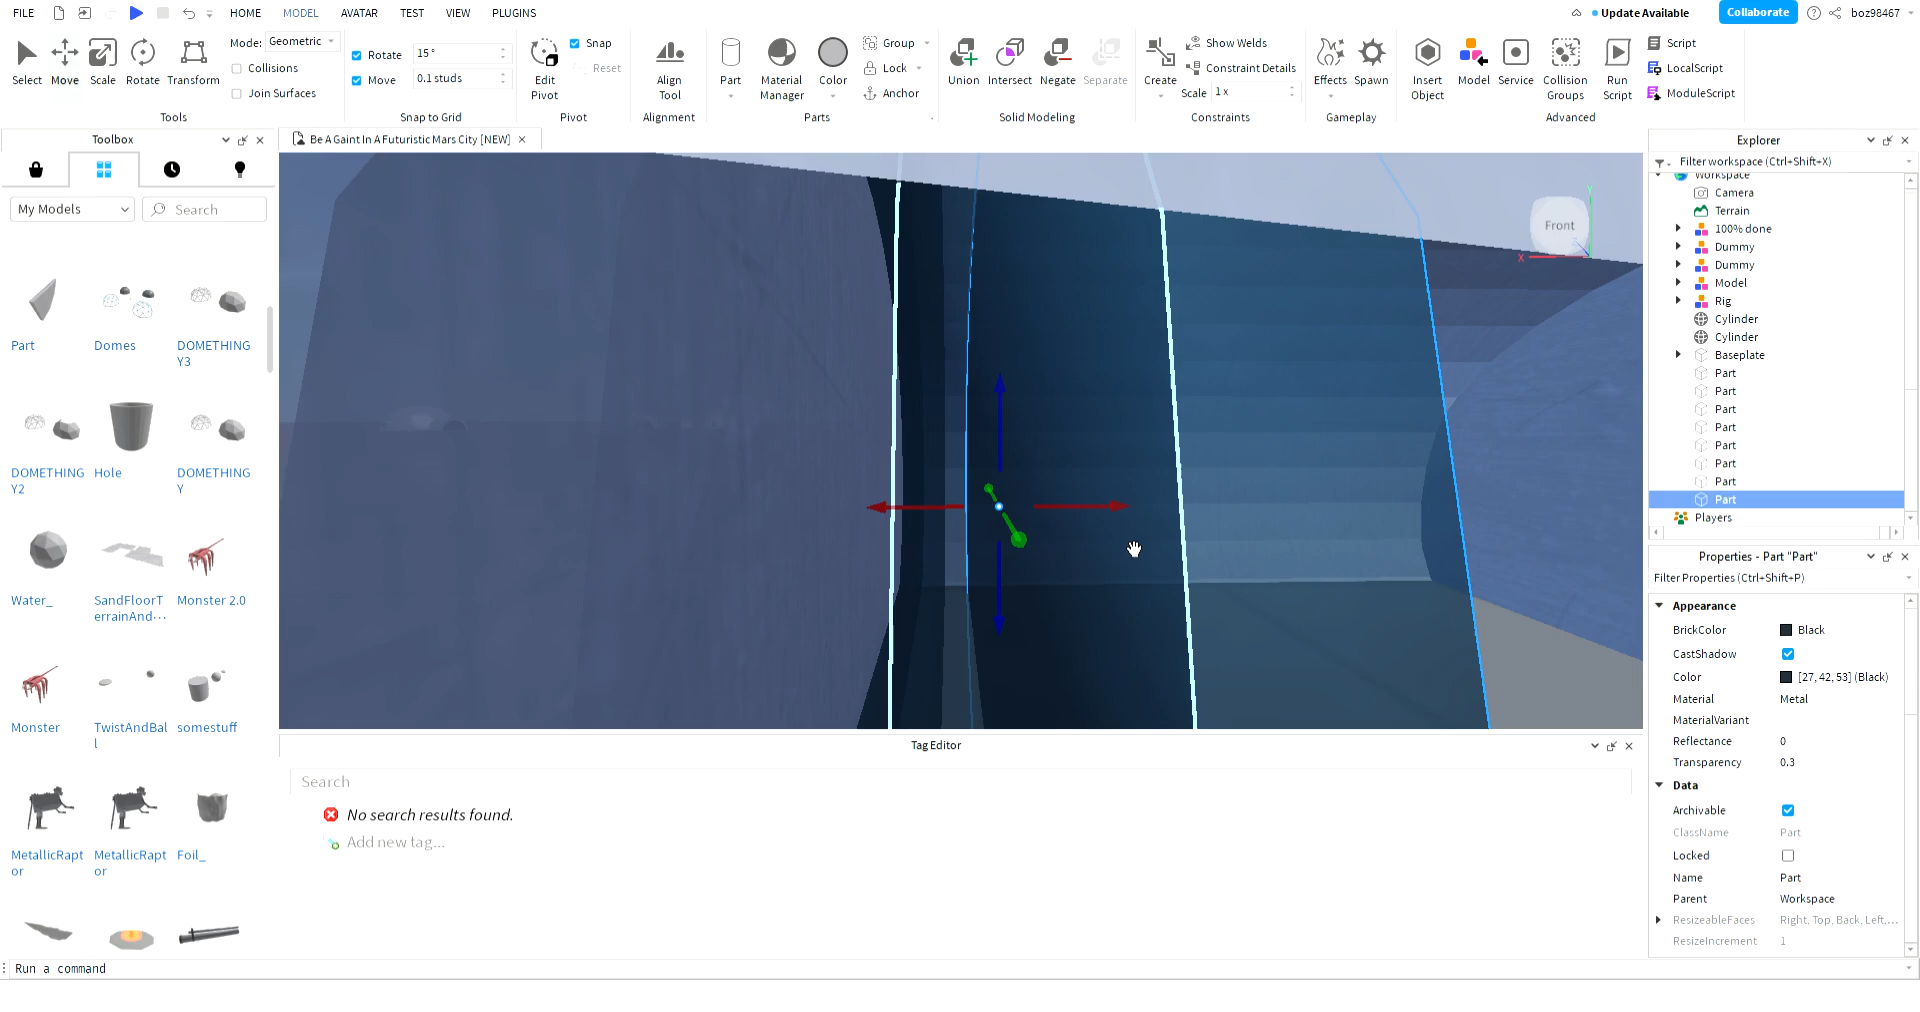 FILE HOME MODEL AVATAR TEST VIEW PLUGINS Update Available Collaborate boz98467
Select Move Scale Rotate Transform
Mode: Geometric
Collisions
Join Surfaces
Tools
Rotate 15°
Move 0.1 studs
Snap to Grid
Edit Pivot
Snap
Reset
Pivot
Align Tool
Alignment
Part Material Manager Color
Group
Lock
Anchor
Parts
Union Intersect Negate Separate
Solid Modeling
Create
Show Welds
Constraint Details
Scale 1 x
Constraints
Effects Spawn
Gameplay
Insert Object Model Service Collision Groups Run Script
Script
LocalScript
ModuleScript
Advanced
Toolbox
My Models Search
Part Domes DOMETHING
Y3
DOMETHING Hole DOMETHING
Y2 Y
Water_ SandFloorT Monster 2.0
errainAnd···
Monster TwistAndBal somestuff
l
MetallicRapt MetallicRapt Foil_
or or
Be A Gaint In A Futuristic Mars City [NEW]
Front
X
Y
Tag Editor
Search
No search results found.
Add new tag...
Explorer
Filter workspace (Ctrl+Shift+X)
Workspace
Camera
Terrain
100% done
Dummy
Dummy
Model
Rig
Cylinder
Cylinder
Baseplate
Part
Part
Part
Part
Part
Part
Part
Part
Players
Properties - Part "Part"
Filter Properties (Ctrl+Shift+P)
Appearance
BrickColor Black
CastShadow
Color [27, 42, 53] (Black)
Material Metal
MaterialVariant
Reflectance 0
Transparency 0.3
Data
Archivable
ClassName Part
Locked
Name Part
Parent Workspace
ResizeableFaces Right, Top, Back, Left,...
ResizeIncrement 1
Run a command